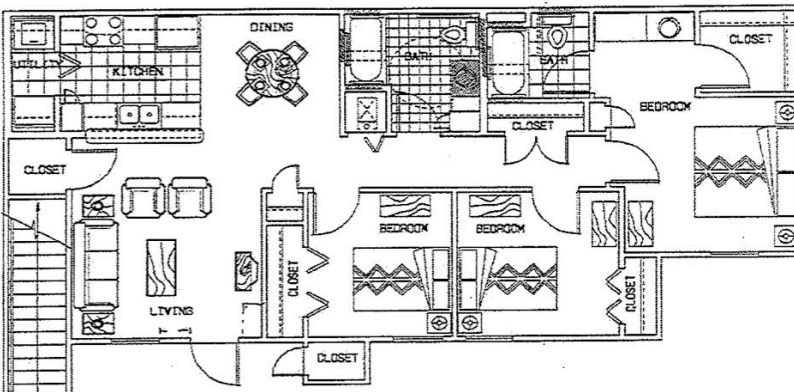 DINING
UTILITY
KITCHEN
BATH
BATH
CLOSET
BEDROOM
CLOSET
CLOSET
BEDROOM
BEDROOM
CLOSET
CLOSET
LIVING
CLOSET